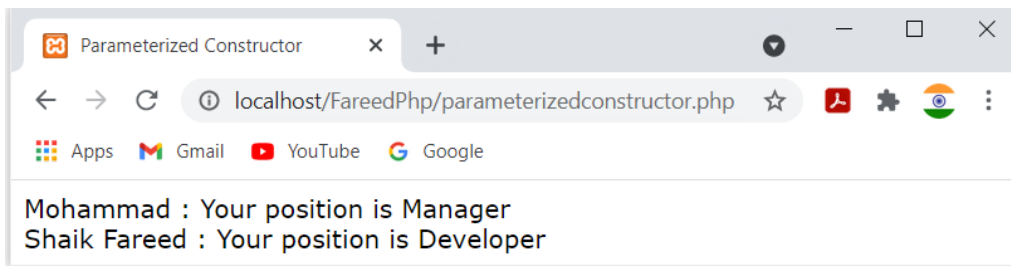 Parameterized Constructor
localhost/FareedPhp/parameterizedconstructor.php
Apps Gmail YouTube Google
Mohammad : Your position is Manager
Shaik Fareed : Your position is Developer